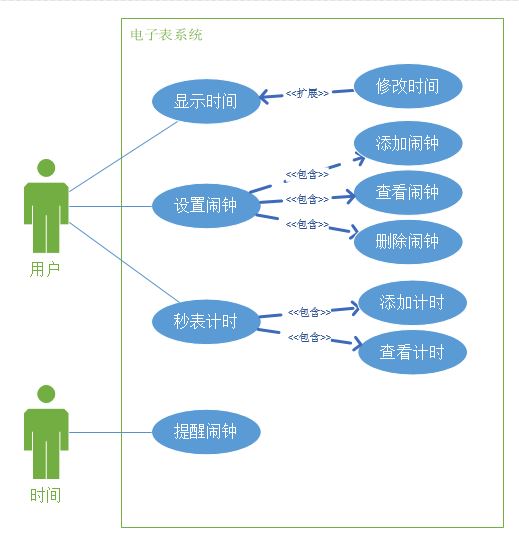 电子表系统
显示时间
<<扩展>>
修改时间
添加闹钟
<<包含>>
设置闹钟
<<包含>>
查看闹钟
<<包含>>
删除闹钟
用户
添加计时
秒表计时
<<包含>>
<<包含>>
查看计时
提醒闹钟
时间